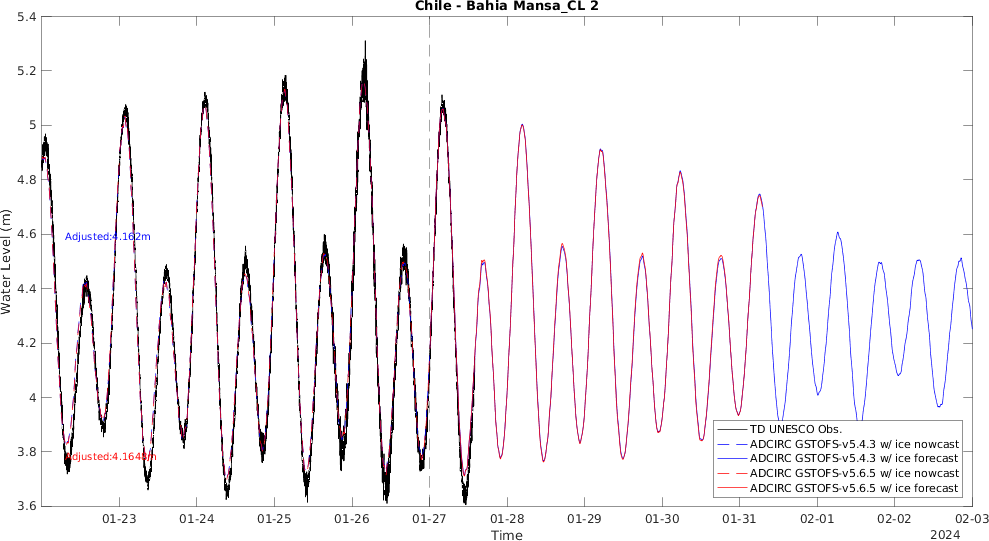 Chile - Bahia Mansa_CL 2
5.4
5.2
5
4.8
4.6
4.4
4.2
4
3.8
3.6
Water Level (m)
Adjusted:4.162m
Adjusted:4.1648m
TD UNESCO Obs.
ADCIRC GSTOFS-v5.4.3 w/ ice nowcast
ADCIRC GSTOFS-v5.4.3 w/ ice forecast
ADCIRC GSTOFS-v5.6.5 w/ ice nowcast
ADCIRC GSTOFS-v5.6.5 w/ ice forecast
01-23 01-24 01-25 01-26 01-27 01-28 01-29 01-30 01-31 02-01 02-02 02-03
Time
2024